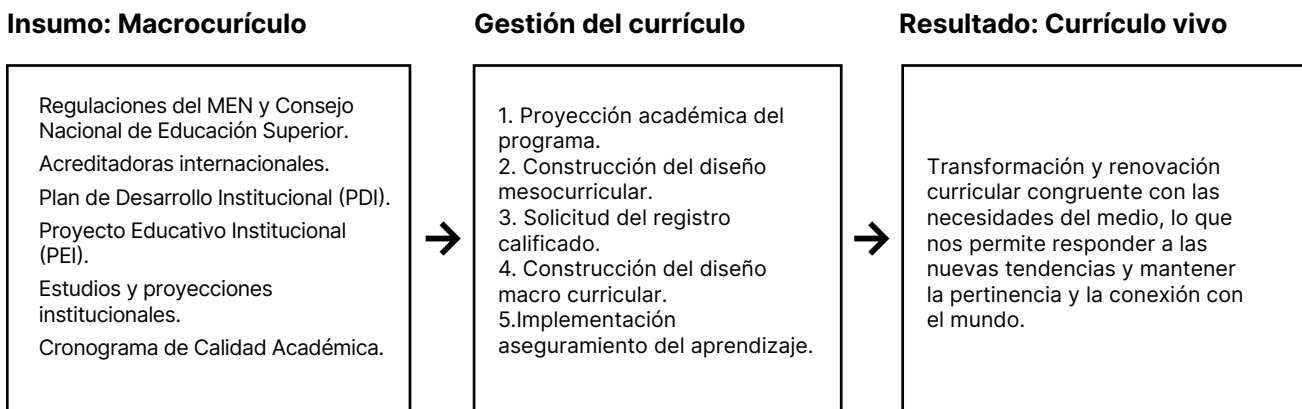 Insumo: Macrocurículo
Regulaciones del MEN y Consejo
Nacional de Educación Superior.
Acreditadoras internacionales.
Plan de Desarrollo Institucional (PDI).
Proyecto Educativo Institucional
(PEI).
Estudios y proyecciones
institucionales.
Cronograma de Calidad Académica.
Gestión del currículo
1. Proyección académica del
programa.
2. Construcción del diseño
mesocurricular.
3. Solicitud del registro
calificado.
4. Construcción del diseño
macro curricular.
5.Implementación
aseguramiento del aprendizaje.
Resultado: Currículo vivo
Transformación y renovación
curricular congruente con las
necesidades del medio, lo que
nos permite responder a las
nuevas tendencias y mantener
la pertinencia y la conexión con
el mundo.